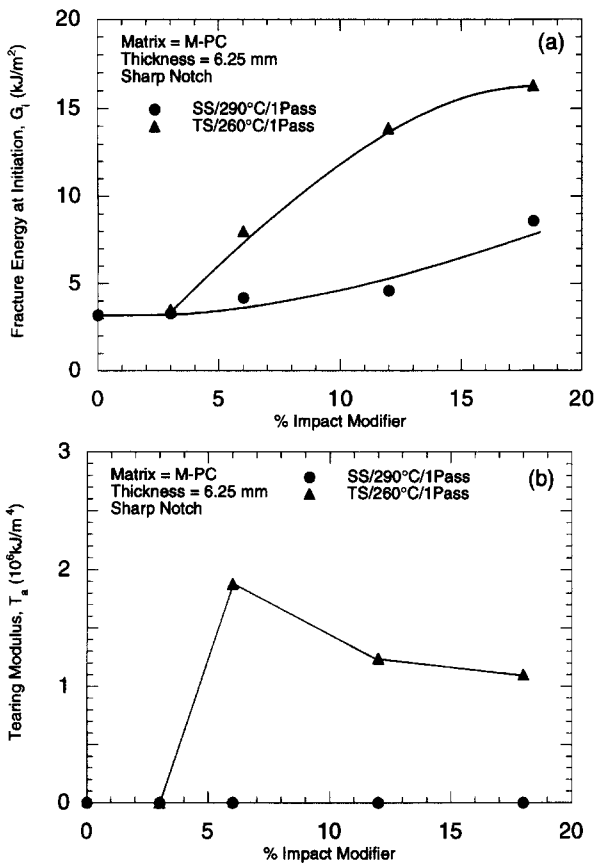 (a)
Matrix = M-PC
Thickness = 6.25 mm
Sharp Notch
SS/290°C/1Pass
TS/260°C/1Pass
Fracture Energy at Initiation, Gᵢ (kJ/m²)
20
15
10
5
0
0 5 10 15 20
% Impact Modifier
(b)
Matrix = M-PC
Thickness = 6.25 mm
Sharp Notch
SS/290°C/1Pass
TS/260°C/1Pass
Tearing Modulus, Tₐ (10⁶kJ/m⁴)
3
2
1
0
0 5 10 15 20
% Impact Modifier